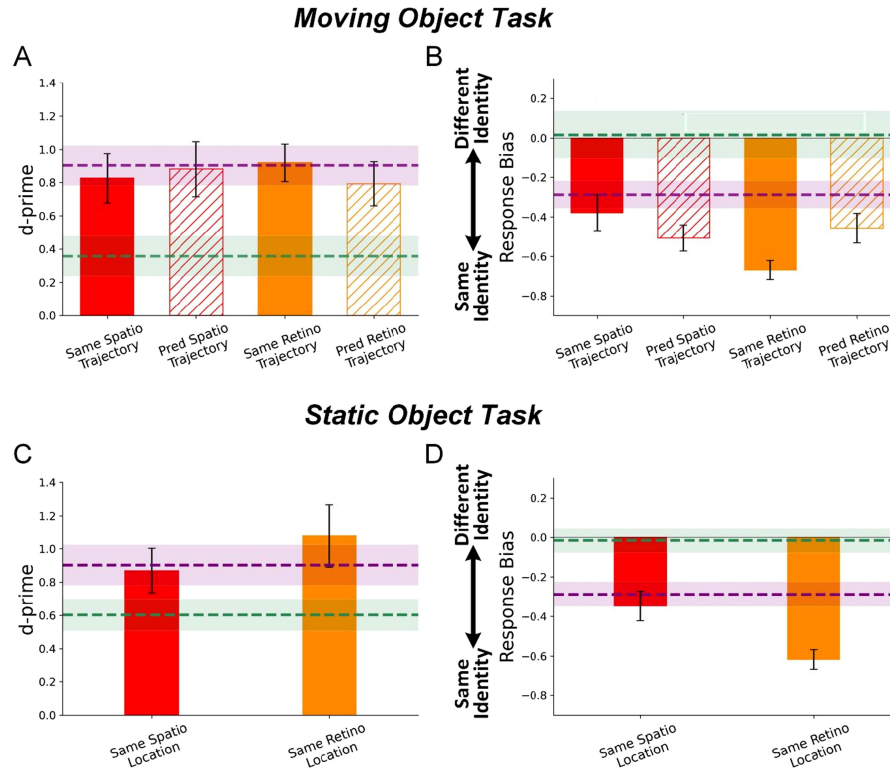 Moving Object Task
A
d-prime
1.4
1.2
1.0
0.8
0.6
0.4
0.2
0.0
Same Spatio
Trajectory
Pred Spatio
Trajectory
Same Retino
Trajectory
Pred Retino
Trajectory
B
Different
Identity
Same
Identity
Response Bias
0.2
0.0
−0.2
−0.4
−0.6
−0.8
Same Spatio
Trajectory
Pred Spatio
Trajectory
Same Retino
Trajectory
Pred Retino
Trajectory
Static Object Task
C
d-prime
1.4
1.2
1.0
0.8
0.6
0.4
0.2
0.0
Same Spatio
Location
Same Retino
Location
D
Different
Identity
Same
Identity
Response Bias
0.2
0.0
−0.2
−0.4
−0.6
−0.8
Same Spatio
Location
Same Retino
Location